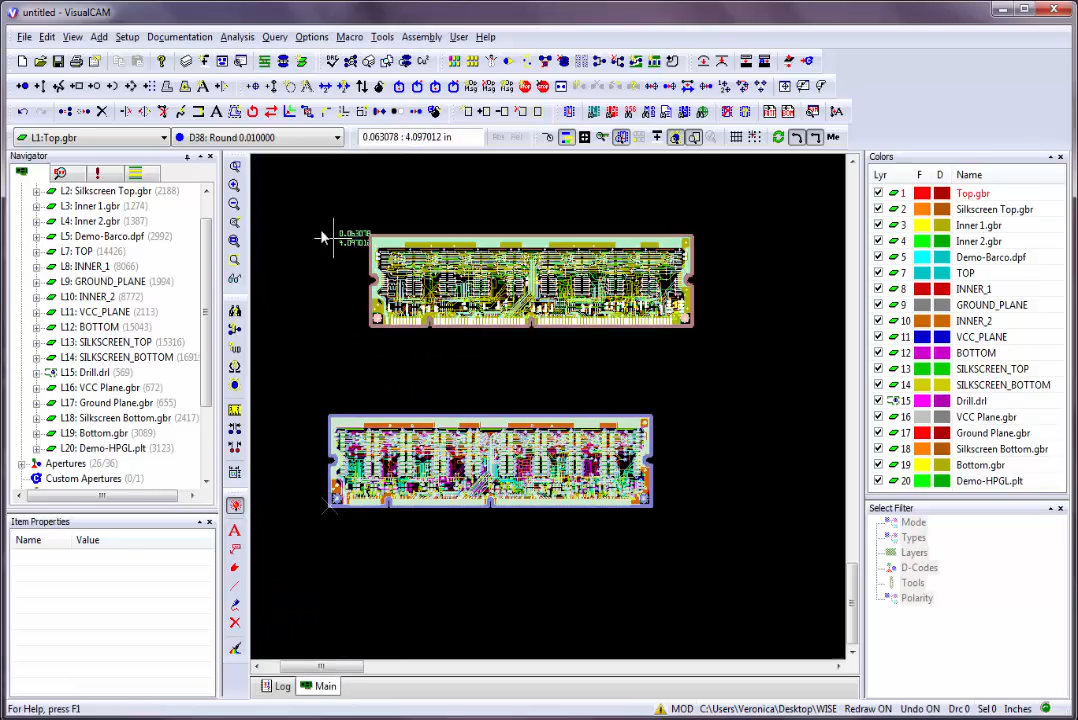 untitled - VisualCAM
File Edit View Add Setup Documentation Analysis Query Options Macro Tools Assembly User Help
L1:Top.gbr
D38: Round 0.010000
0.063078 : 4.097012 in
Me
Navigator
L2: Silkscreen Top.gbr (2188)
L3: Inner 1.gbr (1274)
L4: Inner 2.gbr (1387)
L5: Demo-Barco.dpf (2992)
L7: TOP (14426)
L8: INNER_1 (8066)
L9: GROUND_PLANE (1994)
L10: INNER_2 (8772)
L11: VCC_PLANE (2113)
L12: BOTTOM (15043)
L13: SILKSCREEN_TOP (16316)
L14: SILKSCREEN_BOTTOM (1691
L15: Drill.drl (569)
L16: VCC Plane.gbr (672)
L17: Ground Plane.gbr (655)
L18: Silkscreen Bottom.gbr (2417)
L19: Bottom.gbr (3089)
L20: Demo-HPGL.plt (3123)
Apertures (26/36)
Custom Apertures (0/1)
Item Properties
Name Value
Log Main
Colors
Lyr F D Name
1 Top.gbr
2 Silkscreen Top.gbr
3 Inner 1.gbr
4 Inner 2.gbr
5 Demo-Barco.dpf
7 TOP
8 INNER_1
9 GROUND_PLANE
10 INNER_2
11 VCC_PLANE
12 BOTTOM
13 SILKSCREEN_TOP
14 SILKSCREEN_BOTTOM
15 Drill.drl
16 VCC Plane.gbr
17 Ground Plane.gbr
18 Silkscreen Bottom.gbr
19 Bottom.gbr
20 Demo-HPGL.plt
Select Filter
Mode
Types
Layers
D-Codes
Tools
Polarity
For Help, press F1
MOD C:\Users\Veronica\Desktop\WISE Redraw ON Undo ON Drc 0 Sel 0 Inches